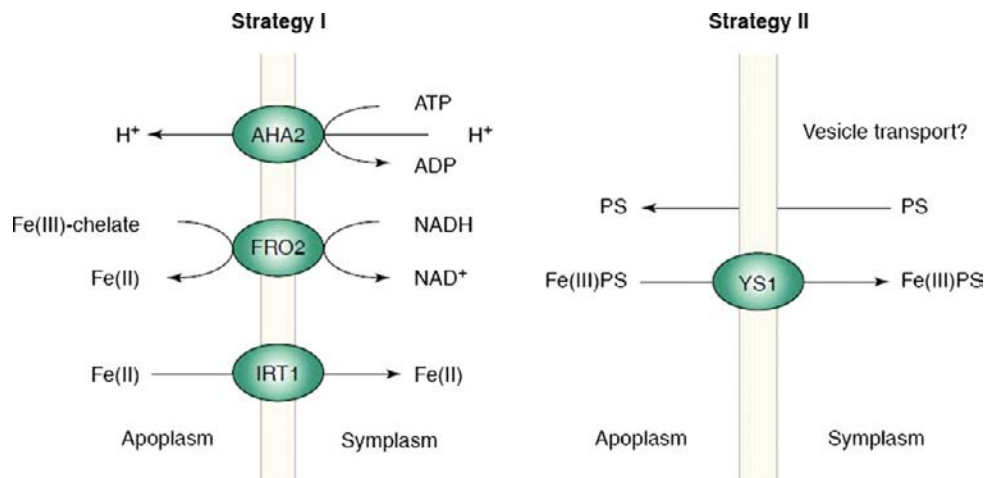 Strategy I
ATP
H⁺
AHA2
H⁺
ADP
Fe(III)-chelate
NADH
FRO2
Fe(II)
NAD⁺
Fe(II)
IRT1
Fe(II)
Apoplasm
Symplasm
Strategy II
Vesicle transport?
PS
PS
Fe(III)PS
YS1
Fe(III)PS
Apoplasm
Symplasm